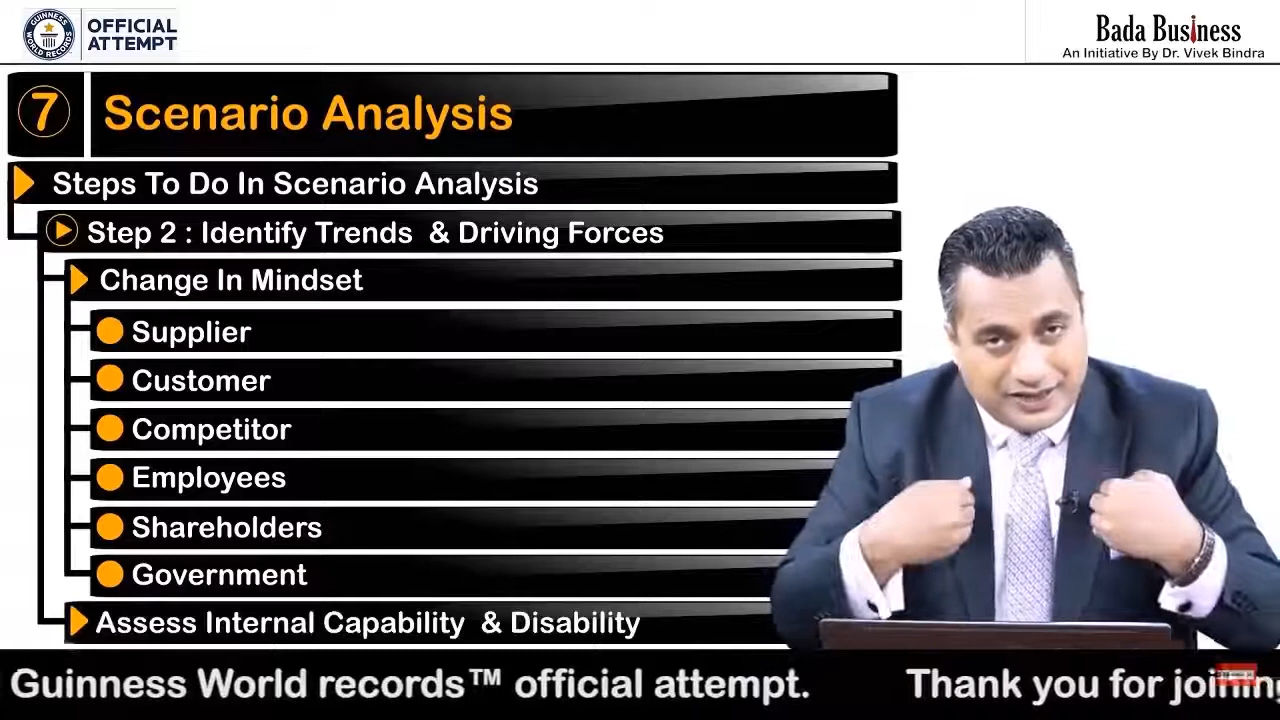 GUINNESS WORLD RECORDS
OFFICIAL
ATTEMPT
Bada Business
An Initiative By Dr. Vivek Bindra
7
Scenario Analysis
Steps To Do In Scenario Analysis
Step 2 : Identify Trends & Driving Forces
Change In Mindset
Supplier
Customer
Competitor
Employees
Shareholders
Government
Assess Internal Capability & Disability
Guinness World records™ official attempt. Thank you for joining